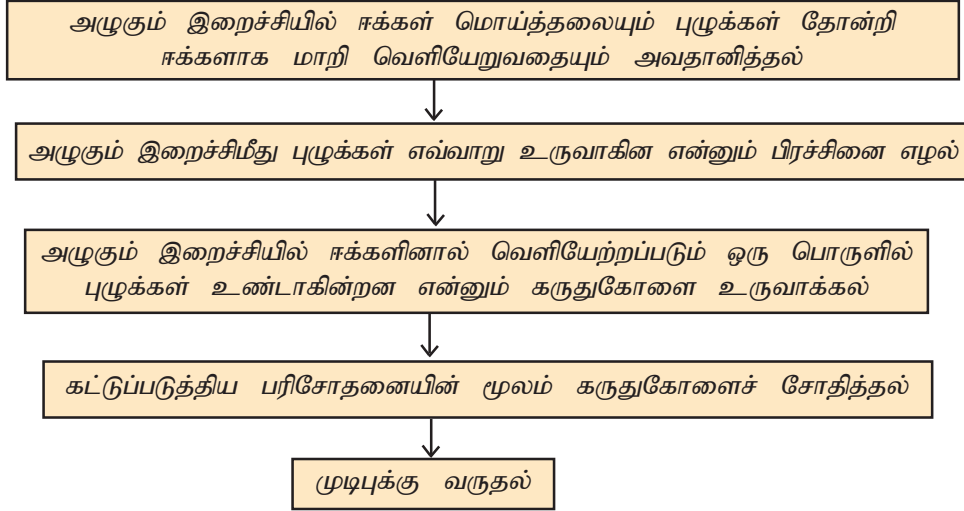 அழுகும் இறைச்சியில் ஈக்கள் மொய்த்தலையும் புழுக்கள் தோன்றி
ஈக்களாக மாறி வெளியேறுவதையும் அவதானித்தல்
அழுகும் இறைச்சிமீது புழுக்கள் எவ்வாறு உருவாகின என்னும் பிரச்சினை எழல்
அழுகும் இறைச்சியில் ஈக்களினால் வெளியேற்றப்படும் ஒரு பொருளில்
புழுக்கள் உண்டாகின்றன என்னும் கருதுகோளை உருவாக்கல்
கட்டுப்படுத்திய பரிசோதனையின் மூலம் கருதுகோளைச் சோதித்தல்
முடிபுக்கு வருதல்